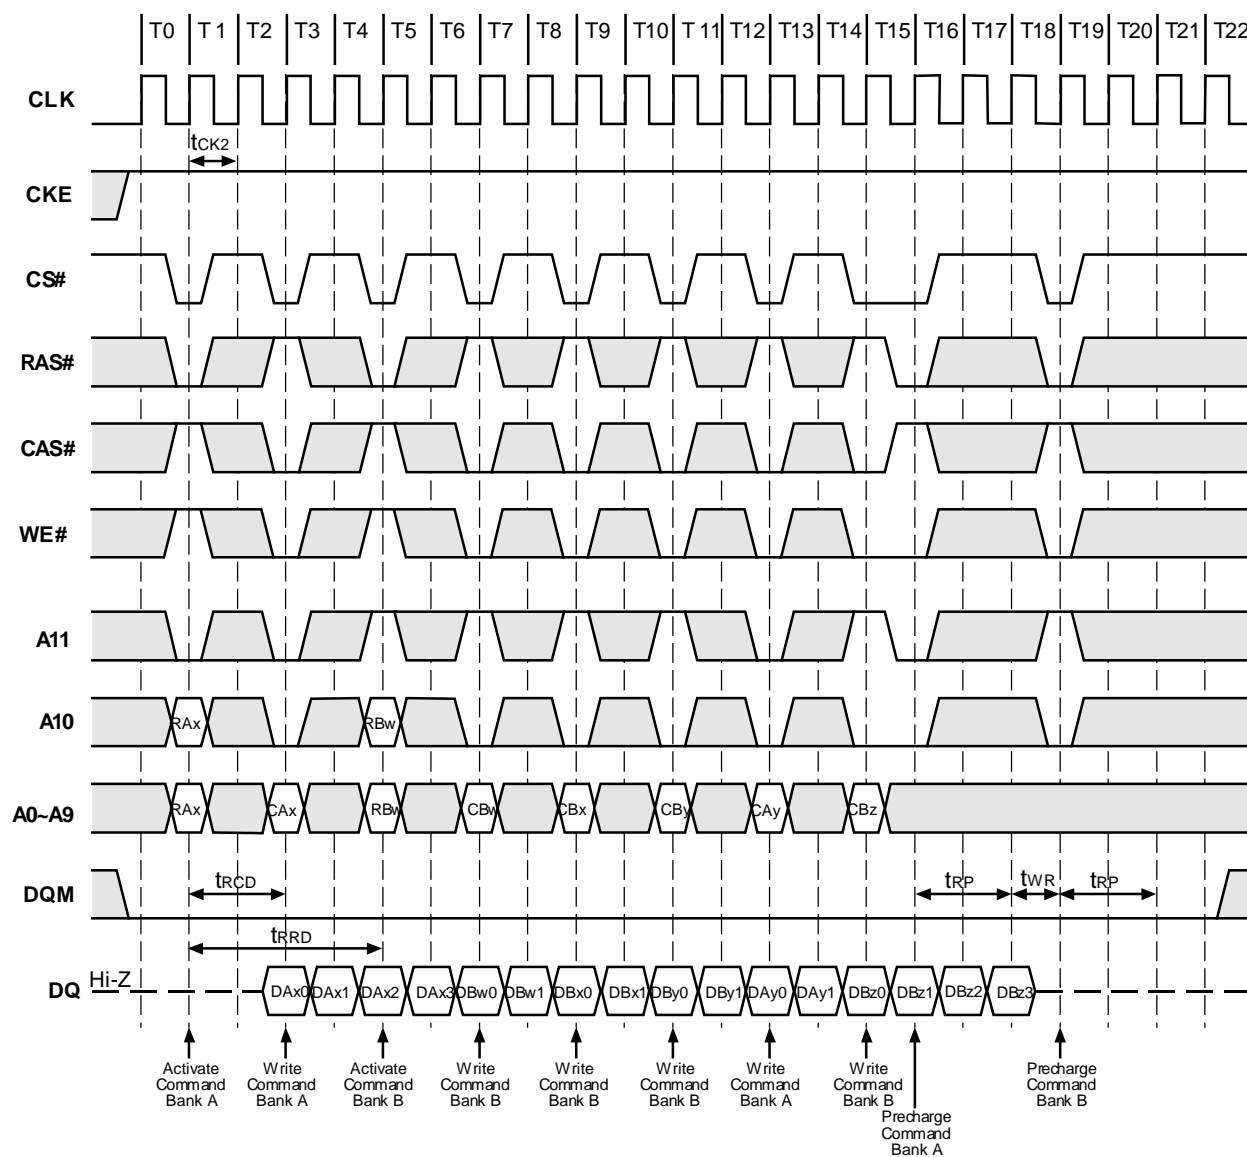 T0 T 1 T2 T3 T4 T5 T6 T7 T8 T9 T10 T 11 T12 T13 T14 T15 T16 T17 T18 T19 T20 T21 T22
CLK
tCK2
CKE
CS#
RAS#
CAS#
WE#
A11
A10 RAx RBw
A0~A9 RAx CAx RBw CBw CBx CBy CAy CBz
DQM tRCD tRP tWR tRP
tRRD
DQ Hi-Z DAx0 DAx1 DAx2 DAx3 DBw0 DBw1 DBx0 DBx1 DBy0 DBy1 DAy0 DAy1 DBz0 DBz1 DBz2 DBz3
Activate
Command
Bank A
Write
Command
Bank A
Activate
Command
Bank B
Write
Command
Bank B
Write
Command
Bank B
Write
Command
Bank B
Write
Command
Bank A
Write
Command
Bank B
Precharge
Command
Bank A
Precharge
Command
Bank B